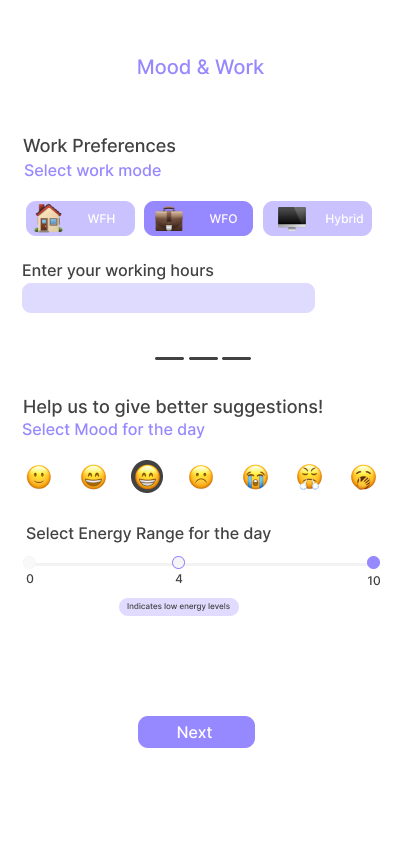 Mood & Work
Work Preferences
Select work mode
WFH WFO Hybrid
Enter your working hours
Help us to give better suggestions!
Select Mood for the day
Select Energy Range for the day
0 4 10
Indicates low energy levels
Next